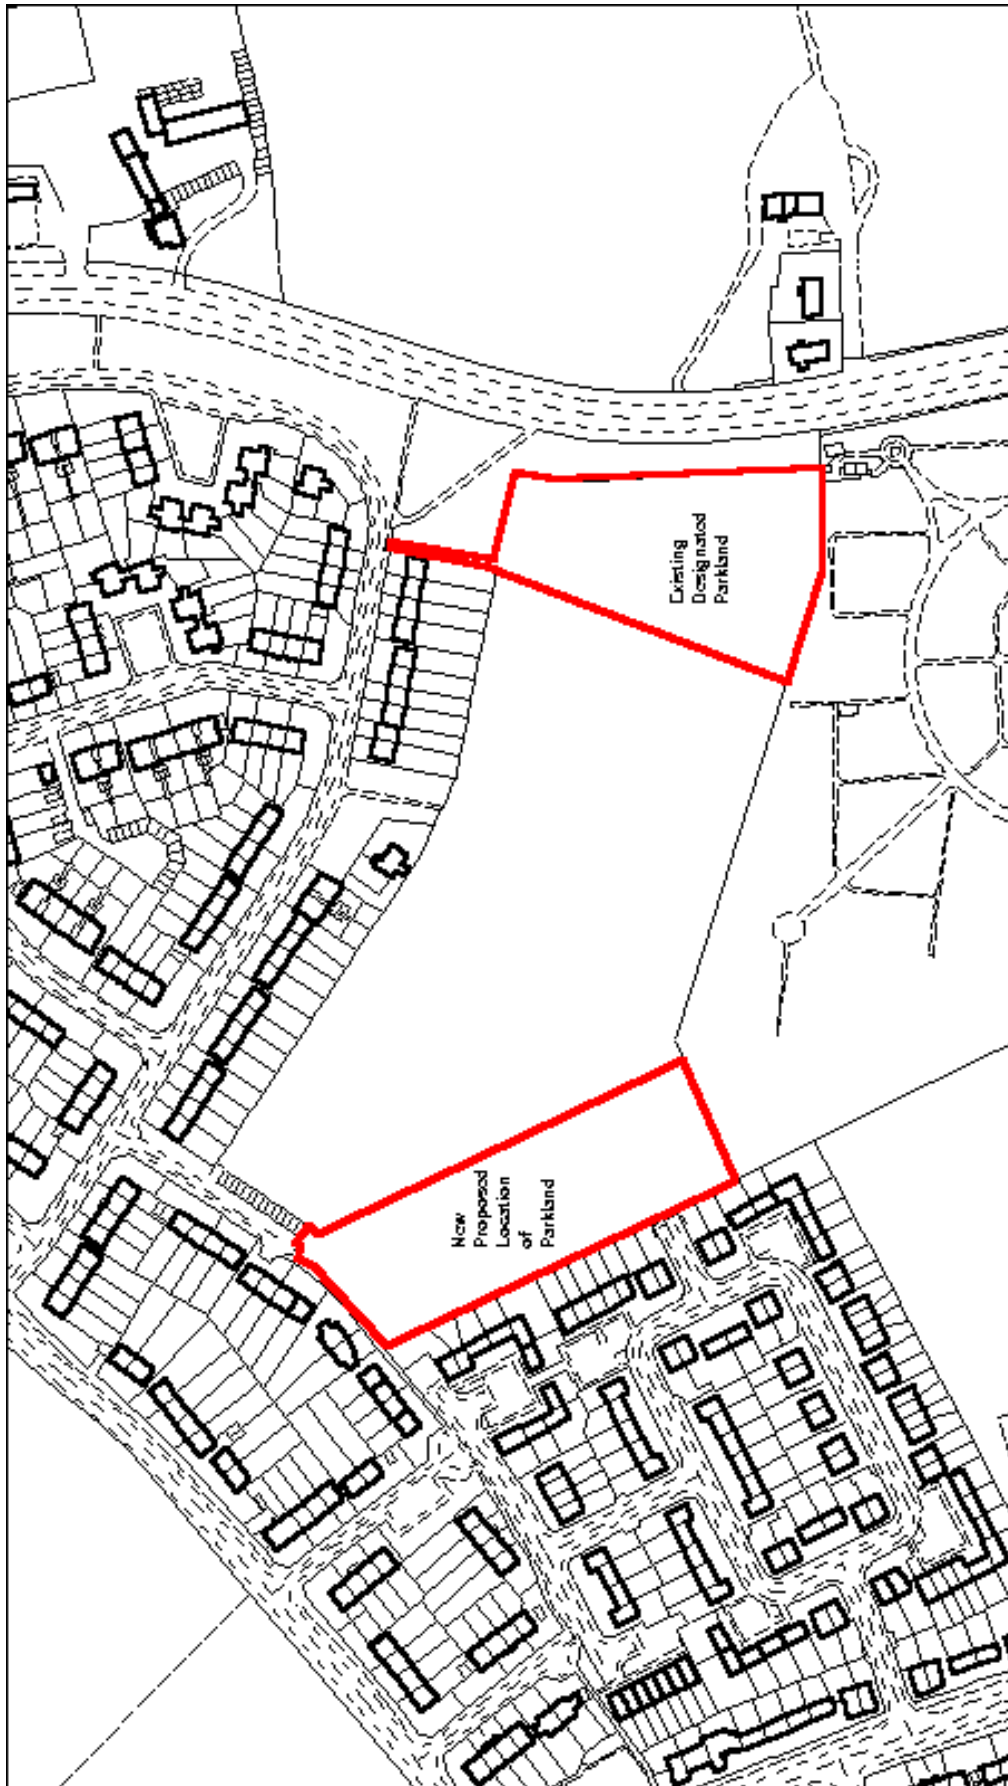 New
Proposed
Location
of
Parkland
Existing
Designated
Parkland